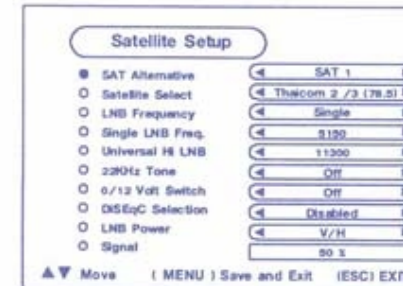 Satellite Setup
SAT Alternative SAT 1
Satellite Select Thaicom 2 /3 (78.5)
LNB Frequency Single
Single LNB Freq. 5150
Universal Hi LNB 11300
22KHz Tone Off
0/12 Volt Switch Off
DiSEqC Selection Disabled
LNB Power V/H
Signal 50 %
Move ( MENU ) Save and Exit (ESC) EXI